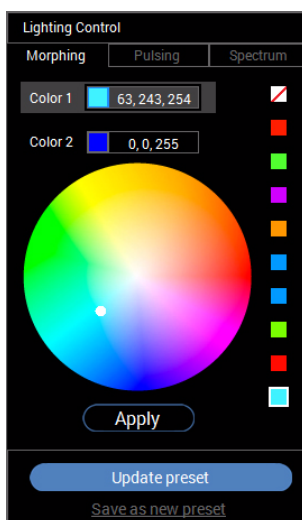 Lighting Control
Morphing Pulsing Spectrum
Color 1 63, 243, 254
Color 2 0, 0, 255
Apply
Update preset
Save as new preset